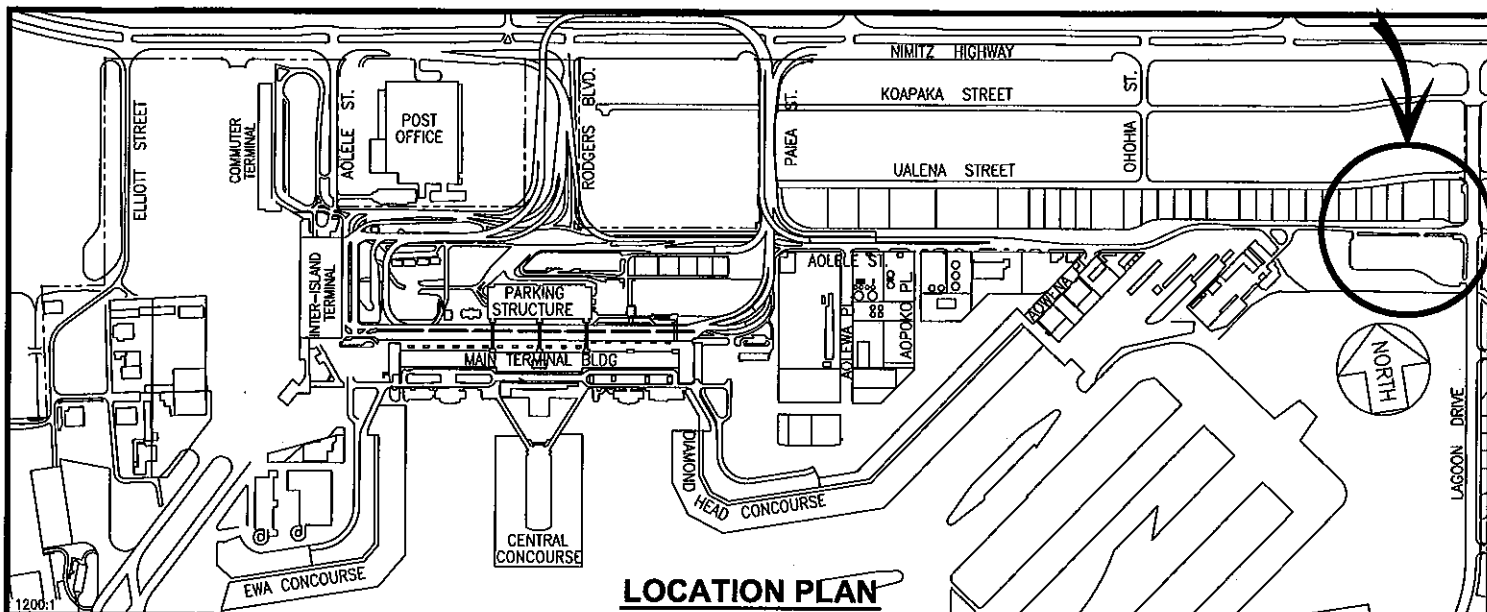 NIMITZ HIGHWAY
KOAPAKA STREET
UALENA STREET
ELLIOTT STREET
COMMUTER
TERMINAL
AOLELE ST.
POST
OFFICE
RODGERS BLVD.
PAIEA ST.
OHOHIA ST.
INTER-ISLAND
TERMINAL
PARKING
STRUCTURE
MAIN TERMINAL BLDG
AOLELE ST.
AOLEWA PL
AOPOKO PL
AOWENA PL
NORTH
LAGOON DRIVE
DIAMOND
HEAD CONCOURSE
CENTRAL
CONCOURSE
EWA CONCOURSE
1200:1
LOCATION PLAN